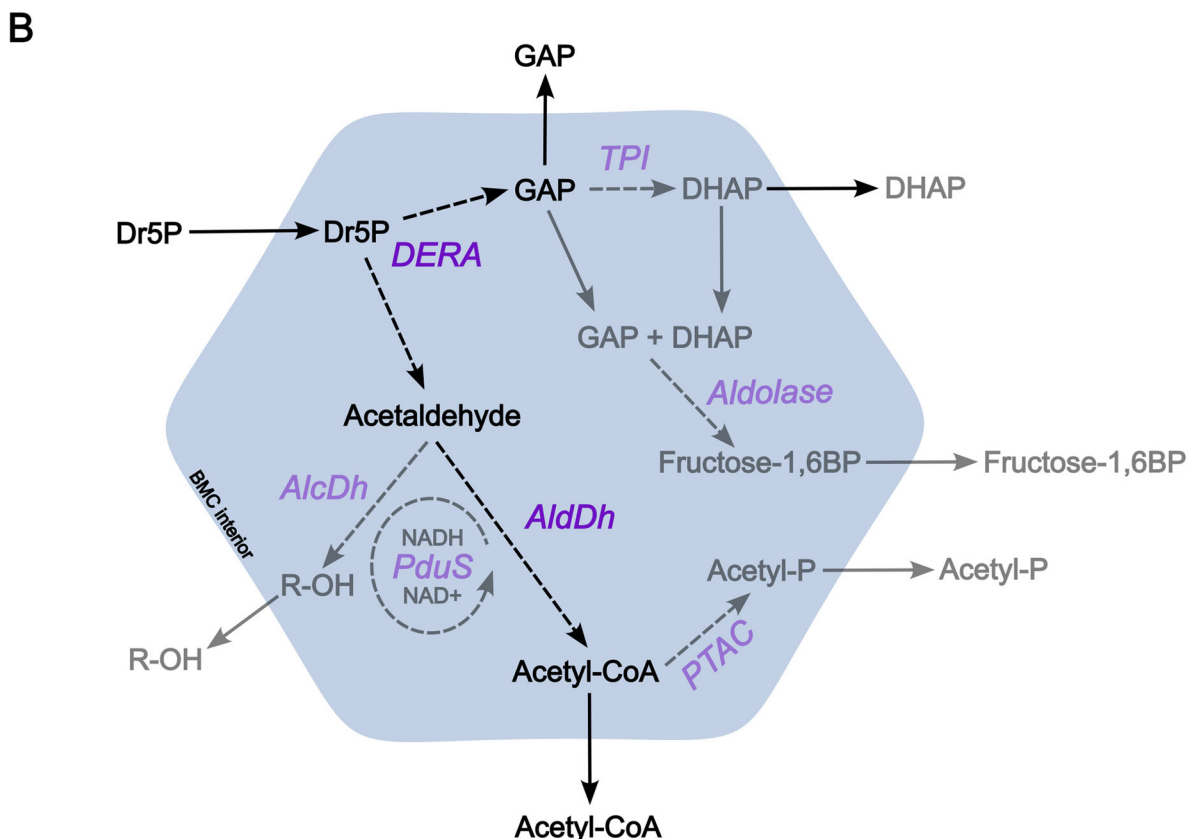 B
GAP
TPI
GAP
DHAP
DHAP
Dr5P
Dr5P
DERA
GAP + DHAP
Aldolase
Acetaldehyde
Fructose-1,6BP
Fructose-1,6BP
AlcDh
AldDh
BMC interior
NADH
PduS
NAD+
R-OH
Acetyl-P
Acetyl-P
R-OH
Acetyl-CoA
PTAC
Acetyl-CoA